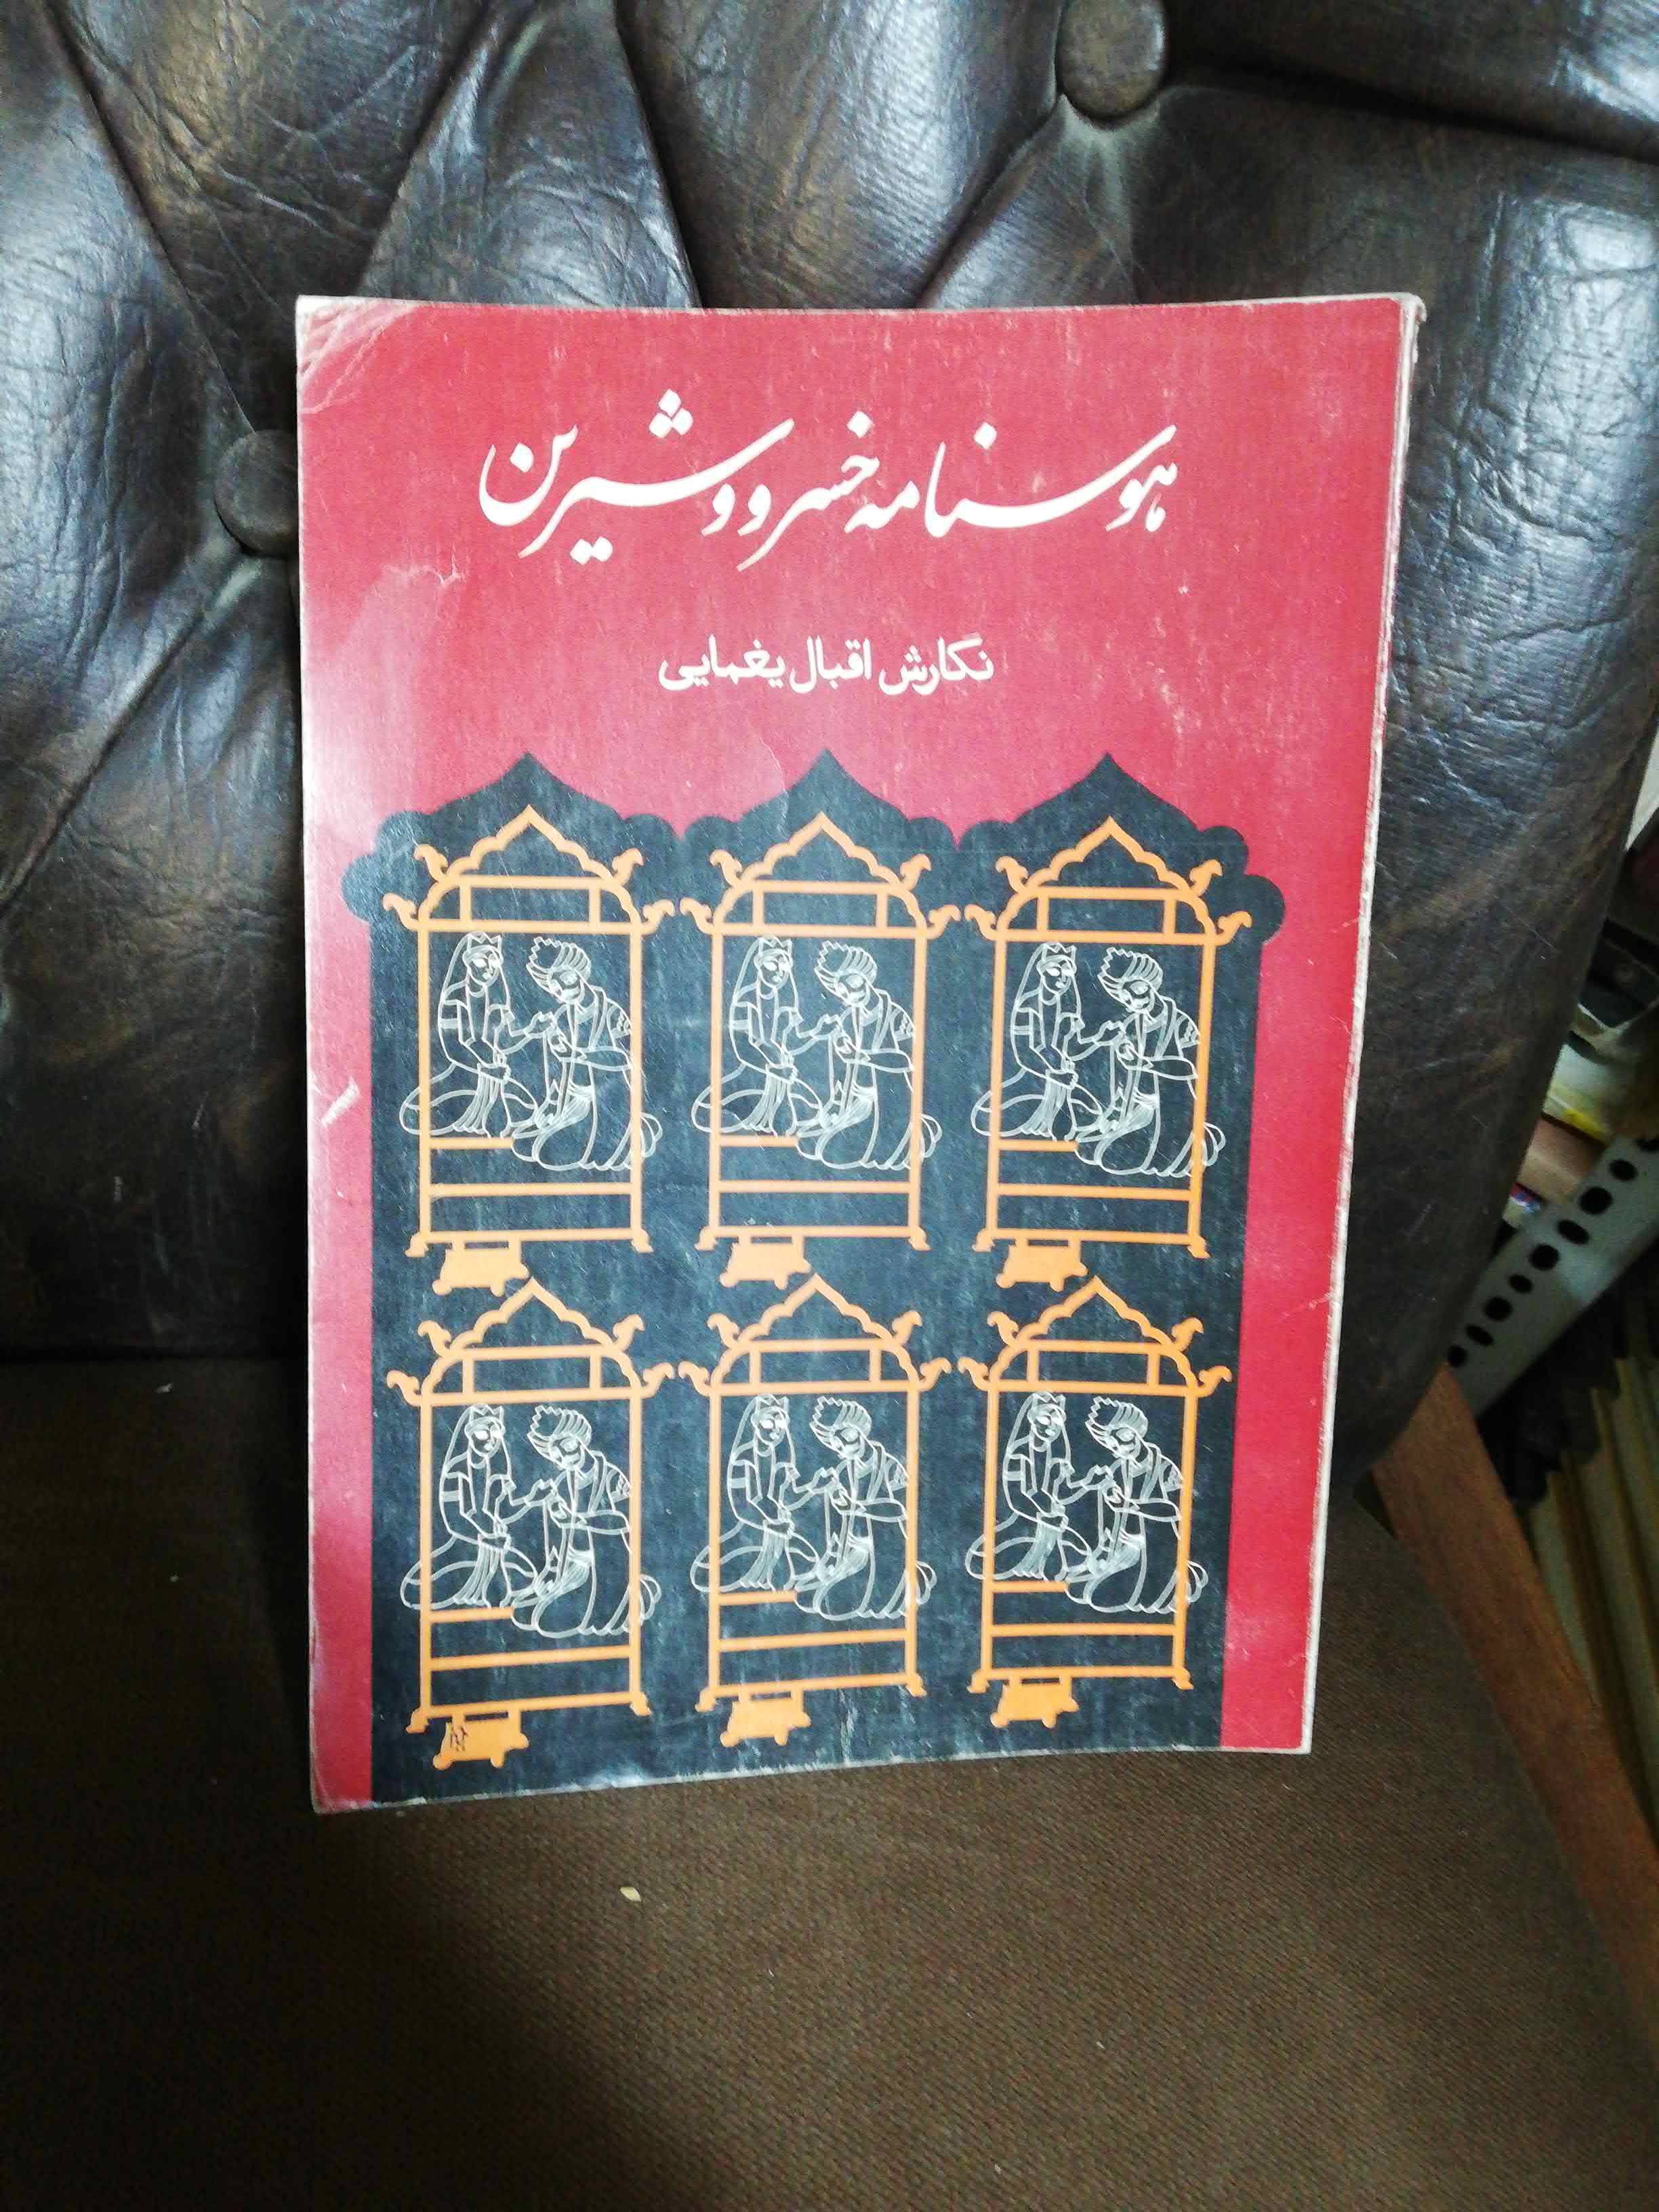 هوسنامه خسرو و شیرین
نگارش اقبال یغمایی